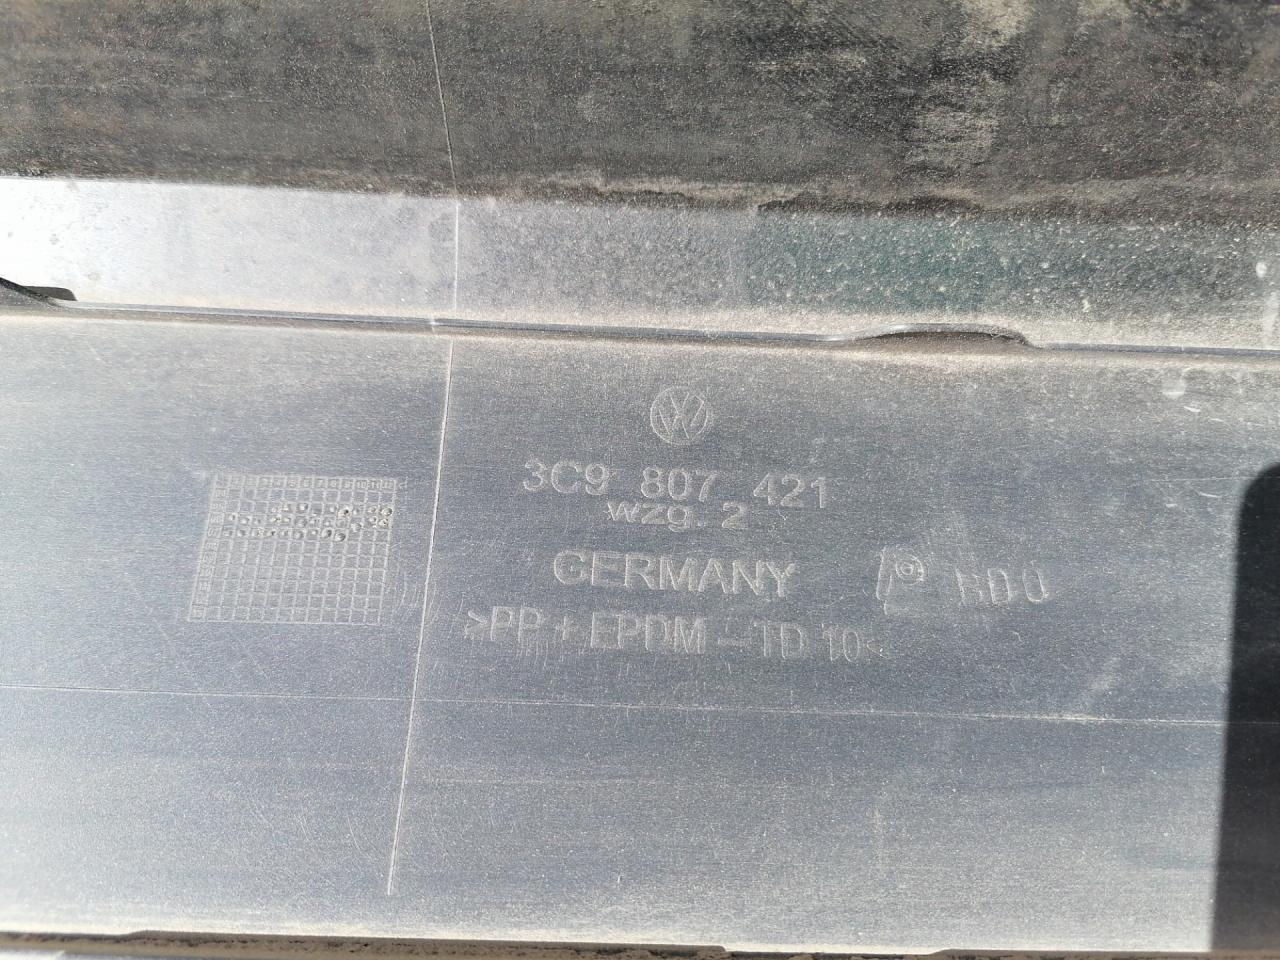 3C9 807 421
wzg. 2
GERMANY
>PP + EPDM -TD 10<